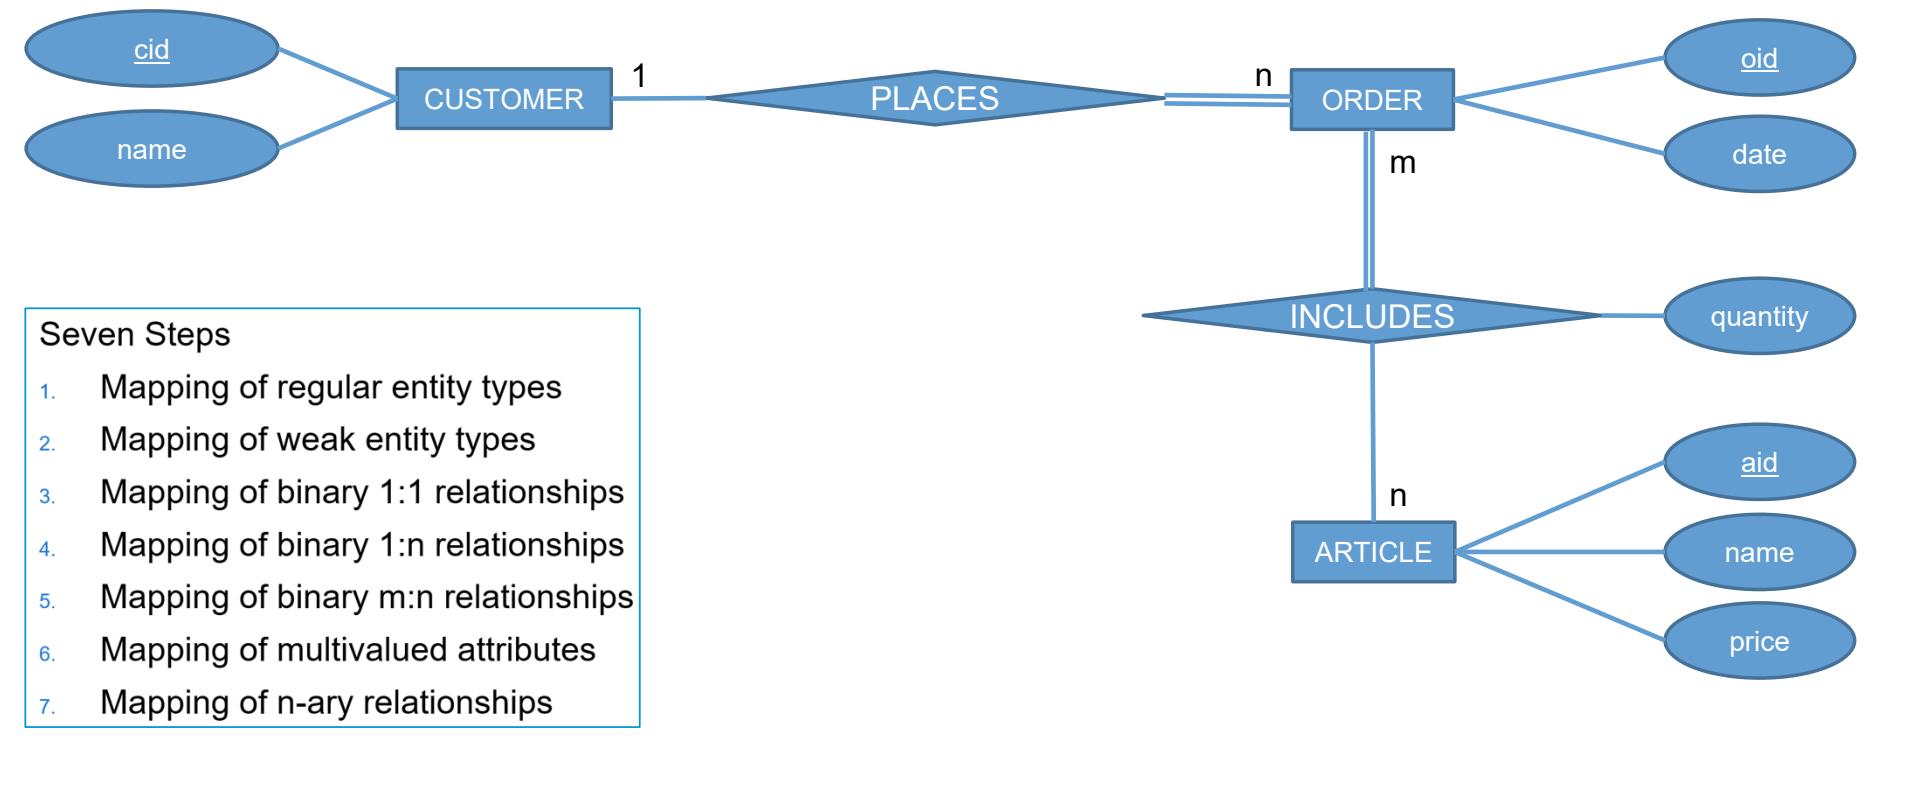 cid
name
CUSTOMER
1
PLACES
n
ORDER
oid
date
m
INCLUDES
quantity
n
ARTICLE
aid
name
price
Seven Steps
1. Mapping of regular entity types
2. Mapping of weak entity types
3. Mapping of binary 1:1 relationships
4. Mapping of binary 1:n relationships
5. Mapping of binary m:n relationships
6. Mapping of multivalued attributes
7. Mapping of n-ary relationships